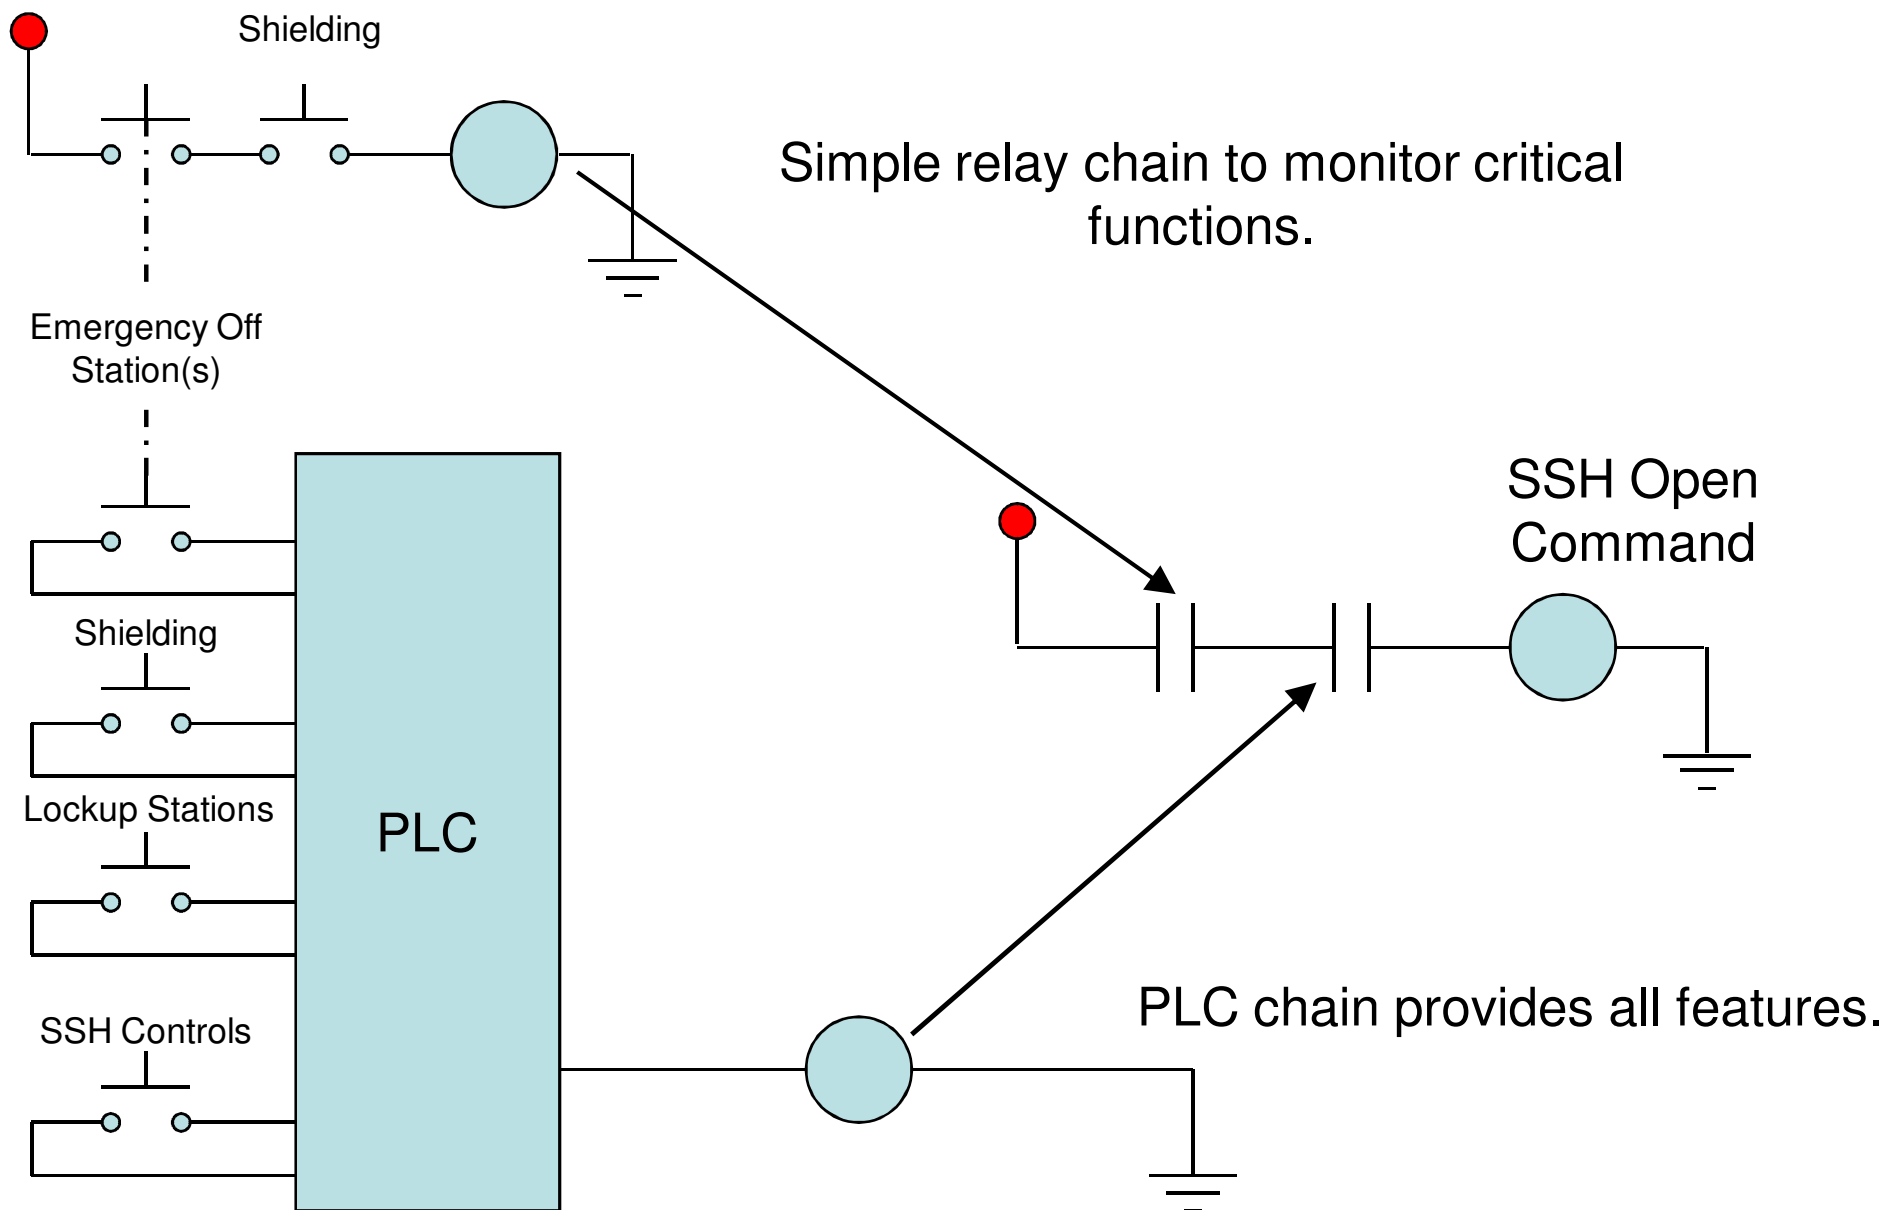 Shielding
Simple relay chain to monitor critical
functions.
Emergency Off
Station(s)
SSH Open
Command
Shielding
Lockup Stations
PLC
SSH Controls
PLC chain provides all features.